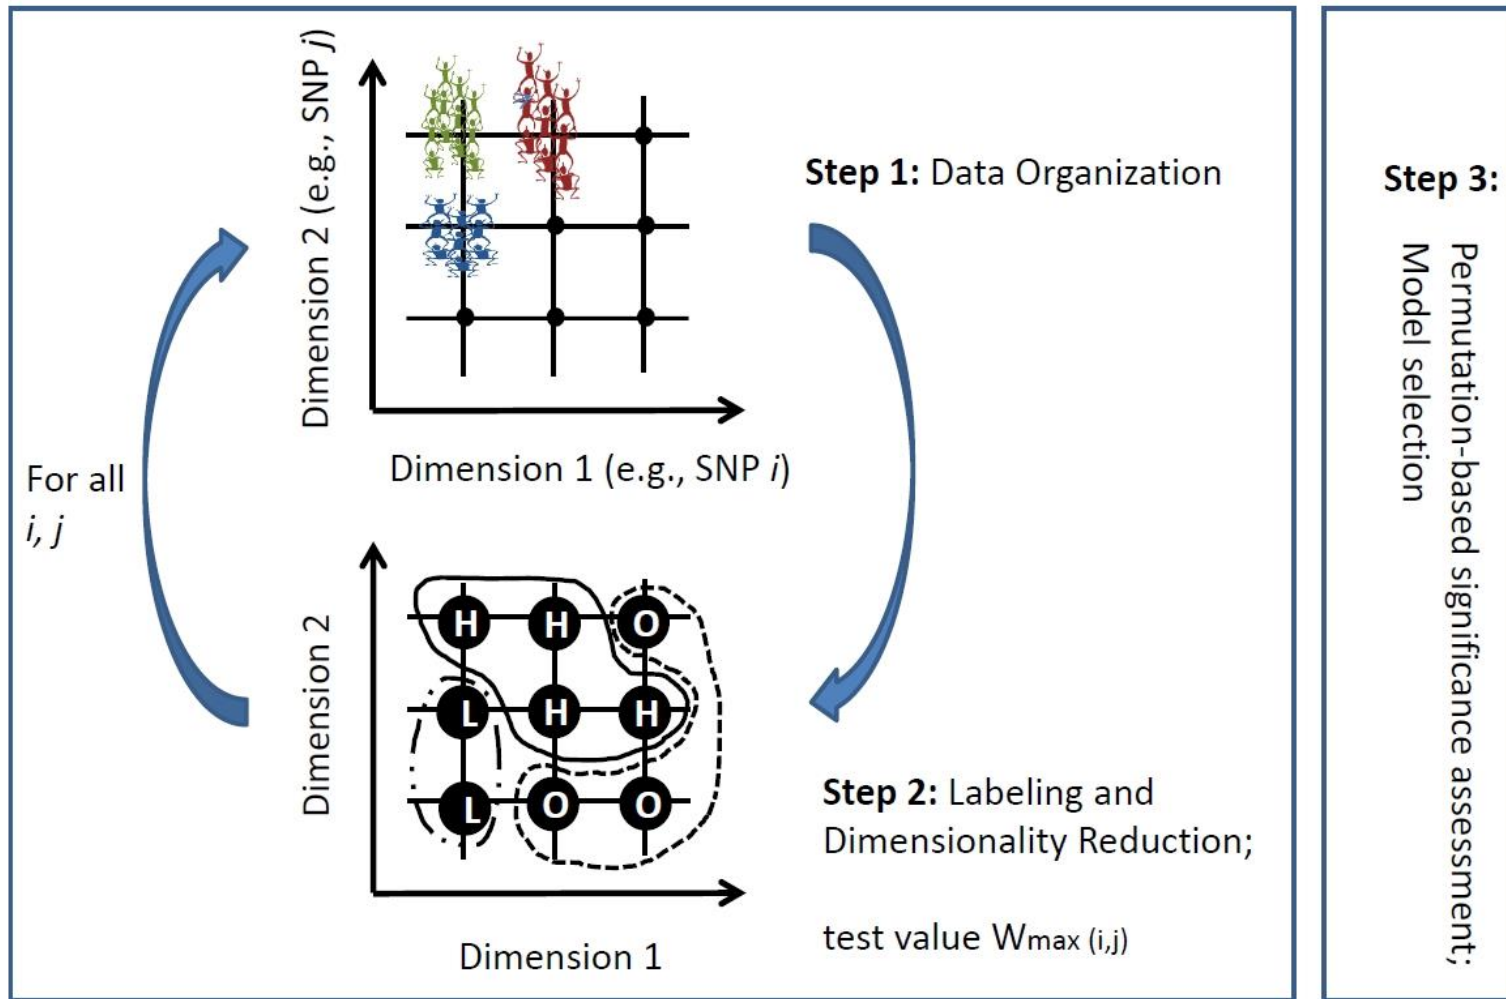 Dimension 2 (e.g., SNP j)
Step 1: Data Organization
Dimension 1 (e.g., SNP i)
For all
i, j
Dimension 2
H H O
L H H
L O O
Dimension 1
Step 2: Labeling and
Dimensionality Reduction;
test value Wmax (i,j)
Step 3:
Permutation-based significance assessment;
Model selection